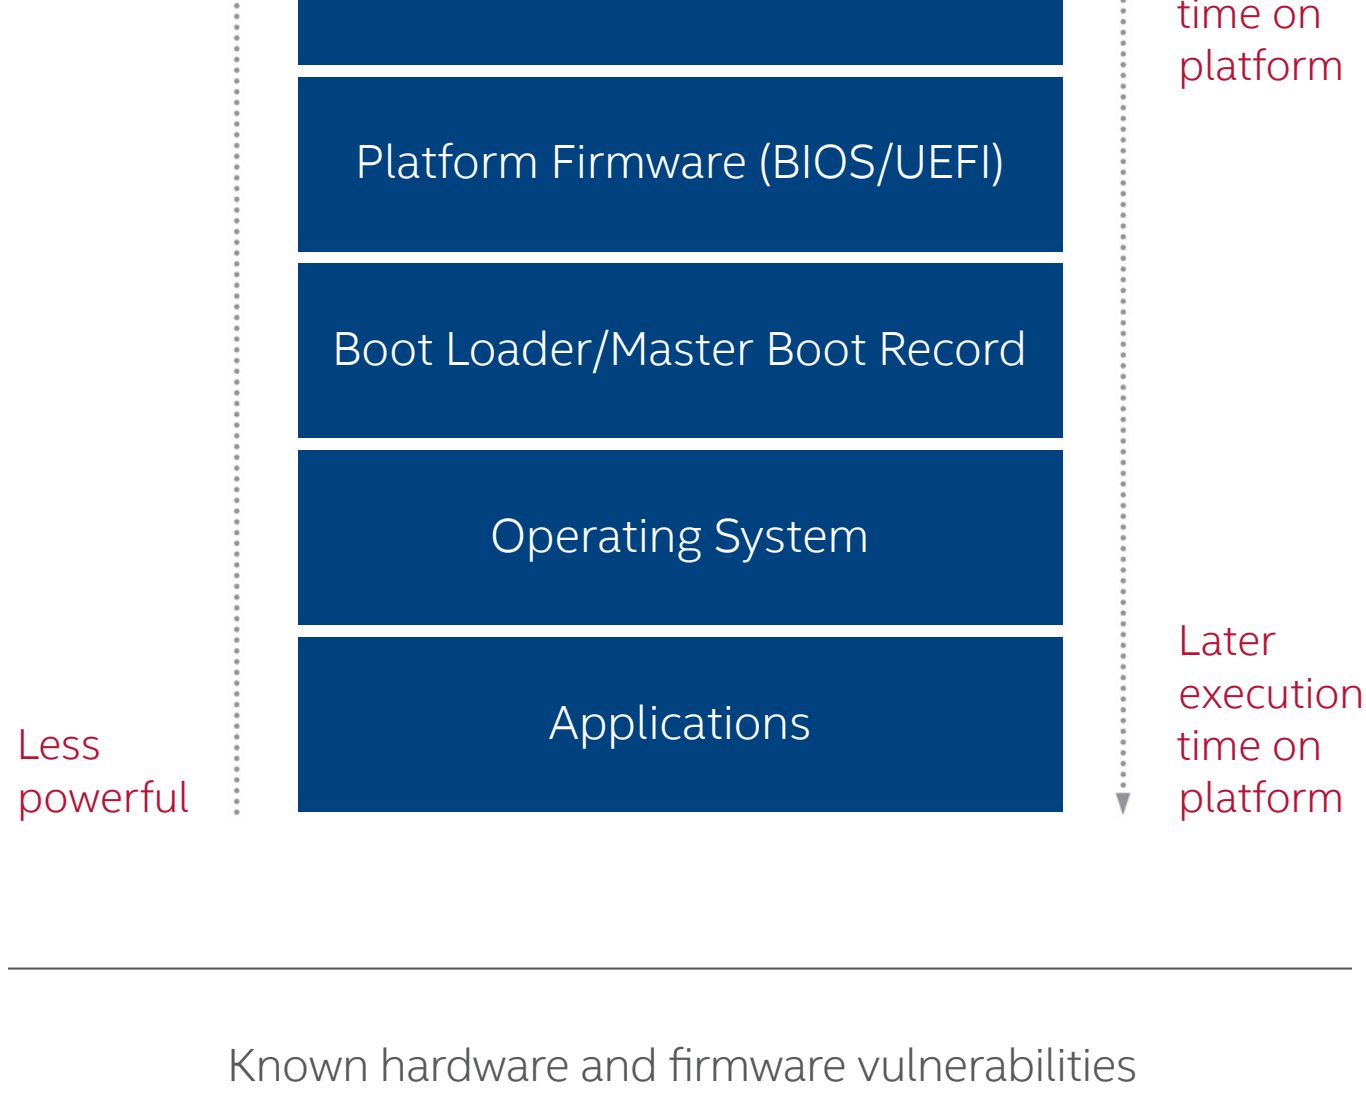 time on
platform
Platform Firmware (BIOS/UEFI)
Boot Loader/Master Boot Record
Operating System
Applications
Less
powerful
Later
execution
time on
platform
Known hardware and firmware vulnerabilities